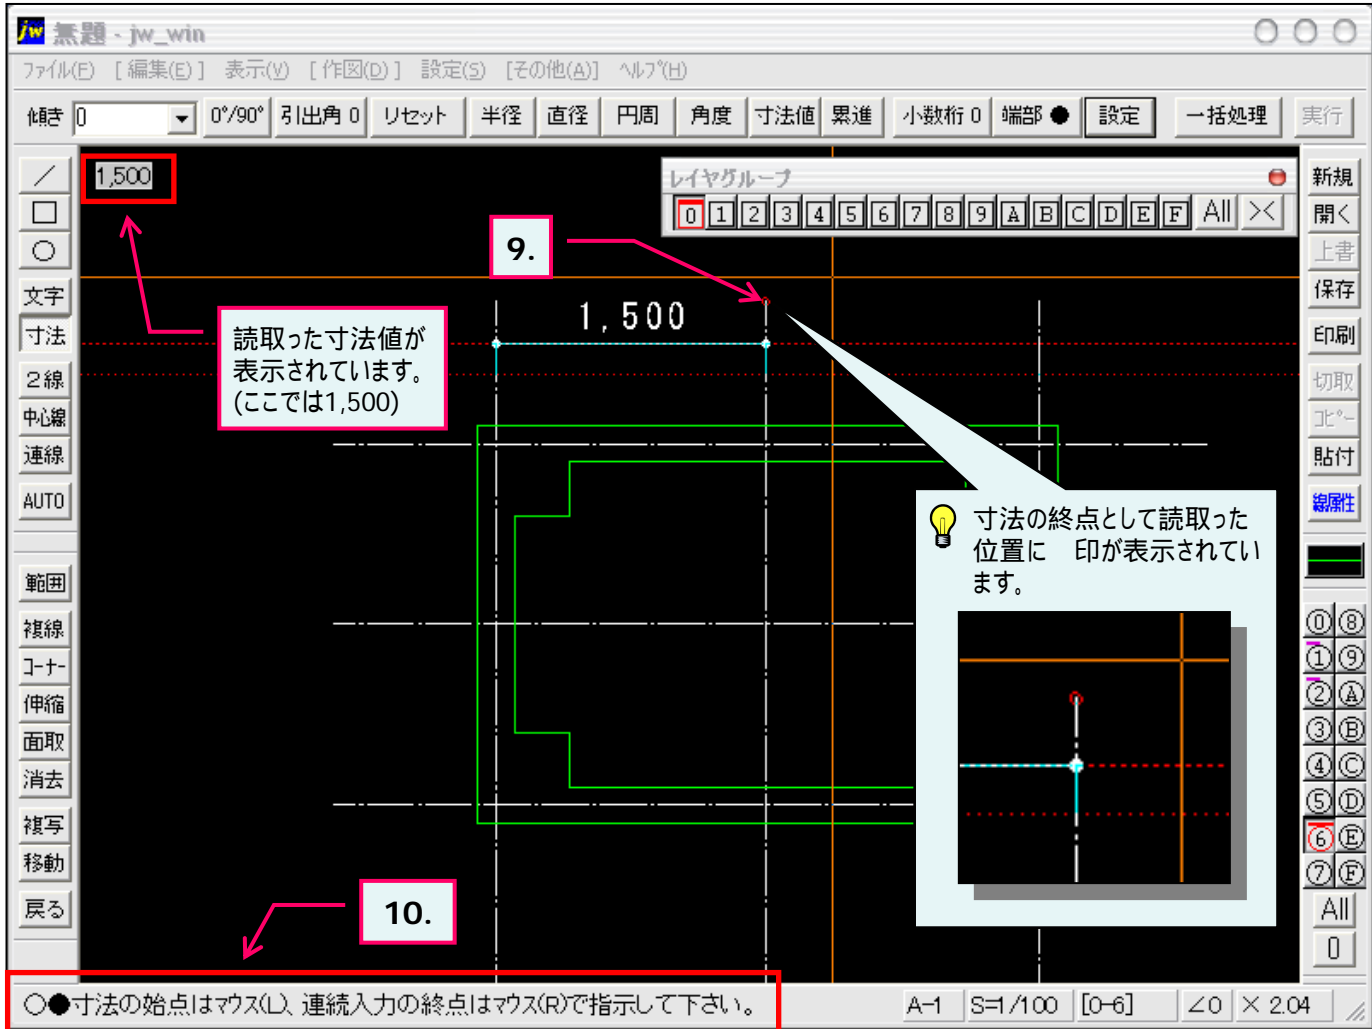 jw 無題 - jw_win
ﾌｧｲﾙ(F) [編集(E)] 表示(V) [作図(D)] 設定(S) [その他(A)] ﾍﾙﾌﾟ(H)
傾き 0 0°/90° 引出角 0 リセット 半径 直径 円周 角度 寸法値 累進 小数桁 0 端部 ● 設定 一括処理 実行
1,500
レイヤグループ
0 1 2 3 4 5 6 7 8 9 A B C D E F All ×
／
□
○
文字
寸法
２線
中心線
連線
AUTO
範囲
複線
ｺｰﾅｰ
伸縮
面取
消去
複写
移動
戻る
9.
1,500
読取った寸法値が
表示されています。
(ここでは1,500)
寸法の終点として読取った
位置に　印が表示されてい
ます。
10.
新規
開く
上書
保存
印刷
切取
ｺﾋﾟｰ
貼付
線属性
0 8
1 9
2 A
3 B
4 C
5 D
6 E
7 F
All
0
○●寸法の始点はﾏｳｽ(L)、連続入力の終点はﾏｳｽ(R)で指示して下さい。
A-1 S=1/100 [0-6] ∠0 × 2.04